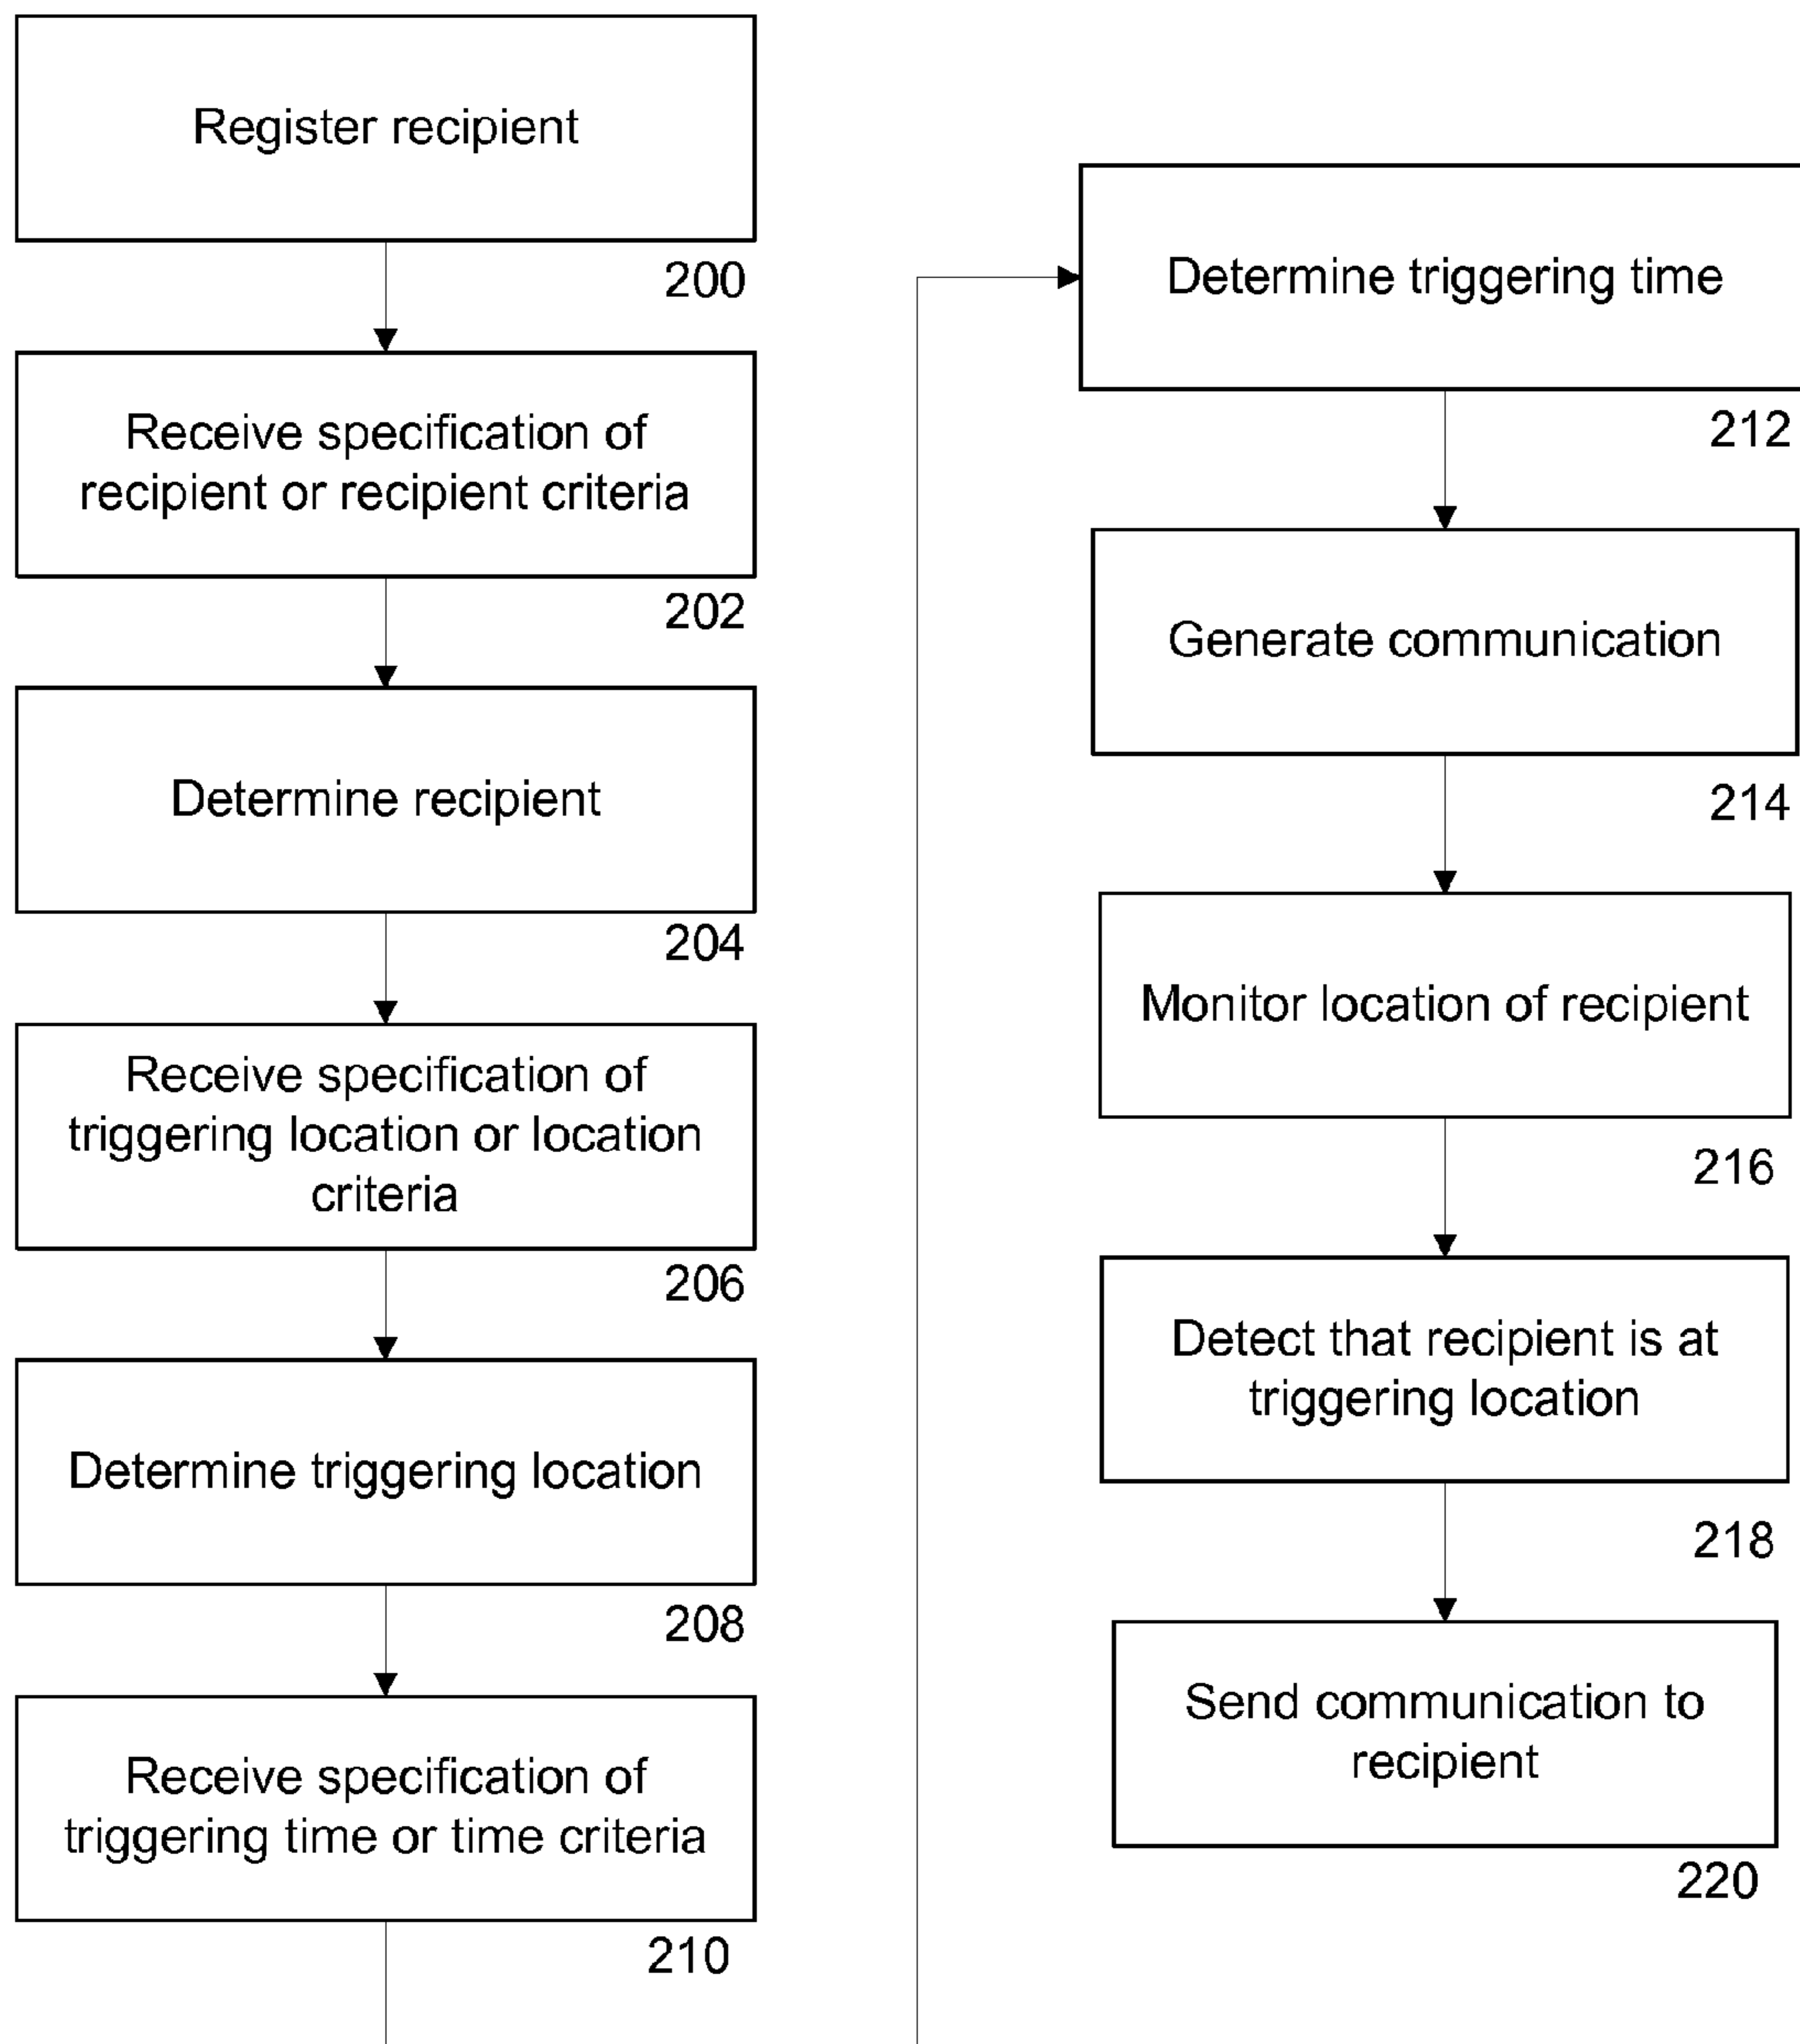 Register recipient
200
Receive specification of
recipient or recipient criteria
202
Determine recipient
204
Receive specification of
triggering location or location
criteria
206
Determine triggering location
208
Receive specification of
triggering time or time criteria
210
Determine triggering time
212
Generate communication
214
Monitor location of recipient
216
Detect that recipient is at
triggering location
218
Send communication to
recipient
220